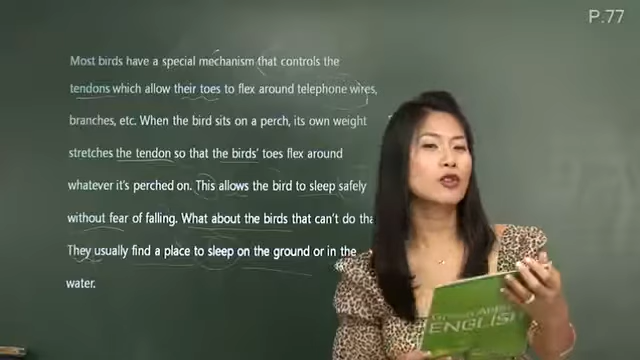 P.77
Most birds have a special mechanism that controls the
tendons which allow their toes to flex around telephone wires,
branches, etc. When the bird sits on a perch, its own weight
stretches the tendon so that the birds' toes flex around
whatever it's perched on. This allows the bird to sleep safely
without fear of falling. What about the birds that can't do
They usually find a place to sleep on the ground or in the
water.
ENGLISH